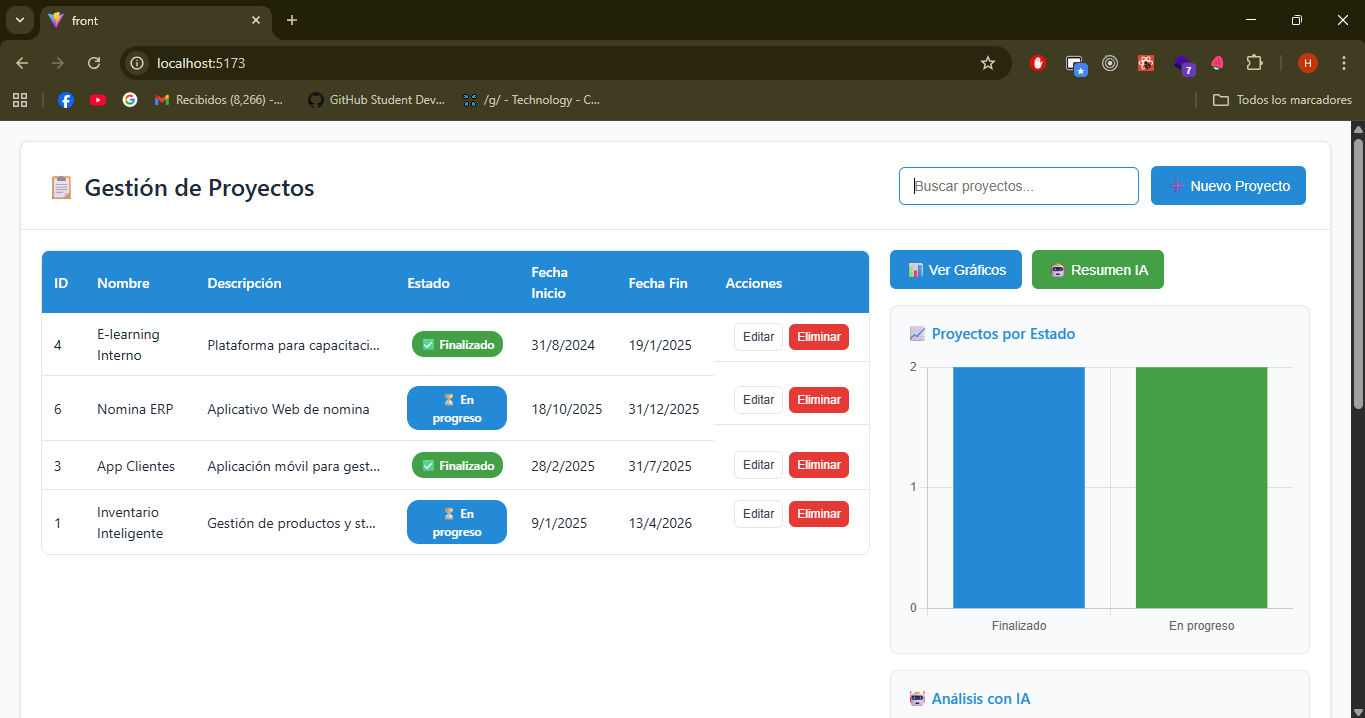 front
localhost:5173
7
H
Recibidos (8,266) -...
GitHub Student Dev...
/g/ - Technology - C...
Todos los marcadores
Gestión de Proyectos
Buscar proyectos...
Nuevo Proyecto
ID Nombre Descripción Estado Fecha Inicio Fecha Fin Acciones
4 E-learning Interno Plataforma para capacitaci... Finalizado 31/8/2024 19/1/2025 Editar Eliminar
6 Nomina ERP Aplicativo Web de nomina En progreso 18/10/2025 31/12/2025 Editar Eliminar
3 App Clientes Aplicación móvil para gest... Finalizado 28/2/2025 31/7/2025 Editar Eliminar
1 Inventario Inteligente Gestión de productos y st... En progreso 9/1/2025 13/4/2026 Editar Eliminar
Ver Gráficos
Resumen IA
Proyectos por Estado
2
1
0
Finalizado
En progreso
Análisis con IA